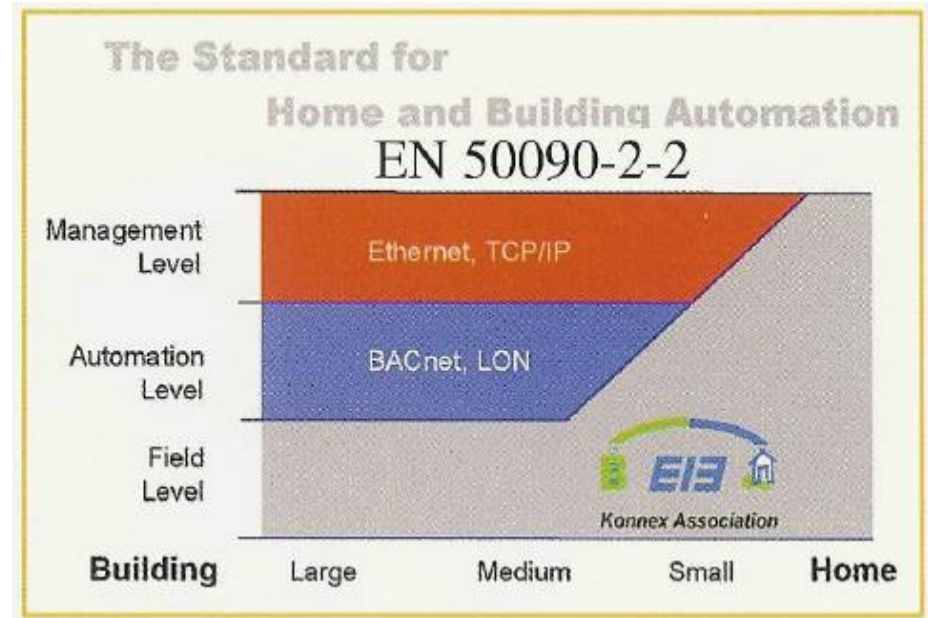 The Standard for
Home and Building Automation
EN 50090-2-2
Management
Level
Ethernet, TCP/IP
Automation
Level
BACnet, LON
Field
Level
EIB
Konnex Association
Building
Large
Medium
Small
Home